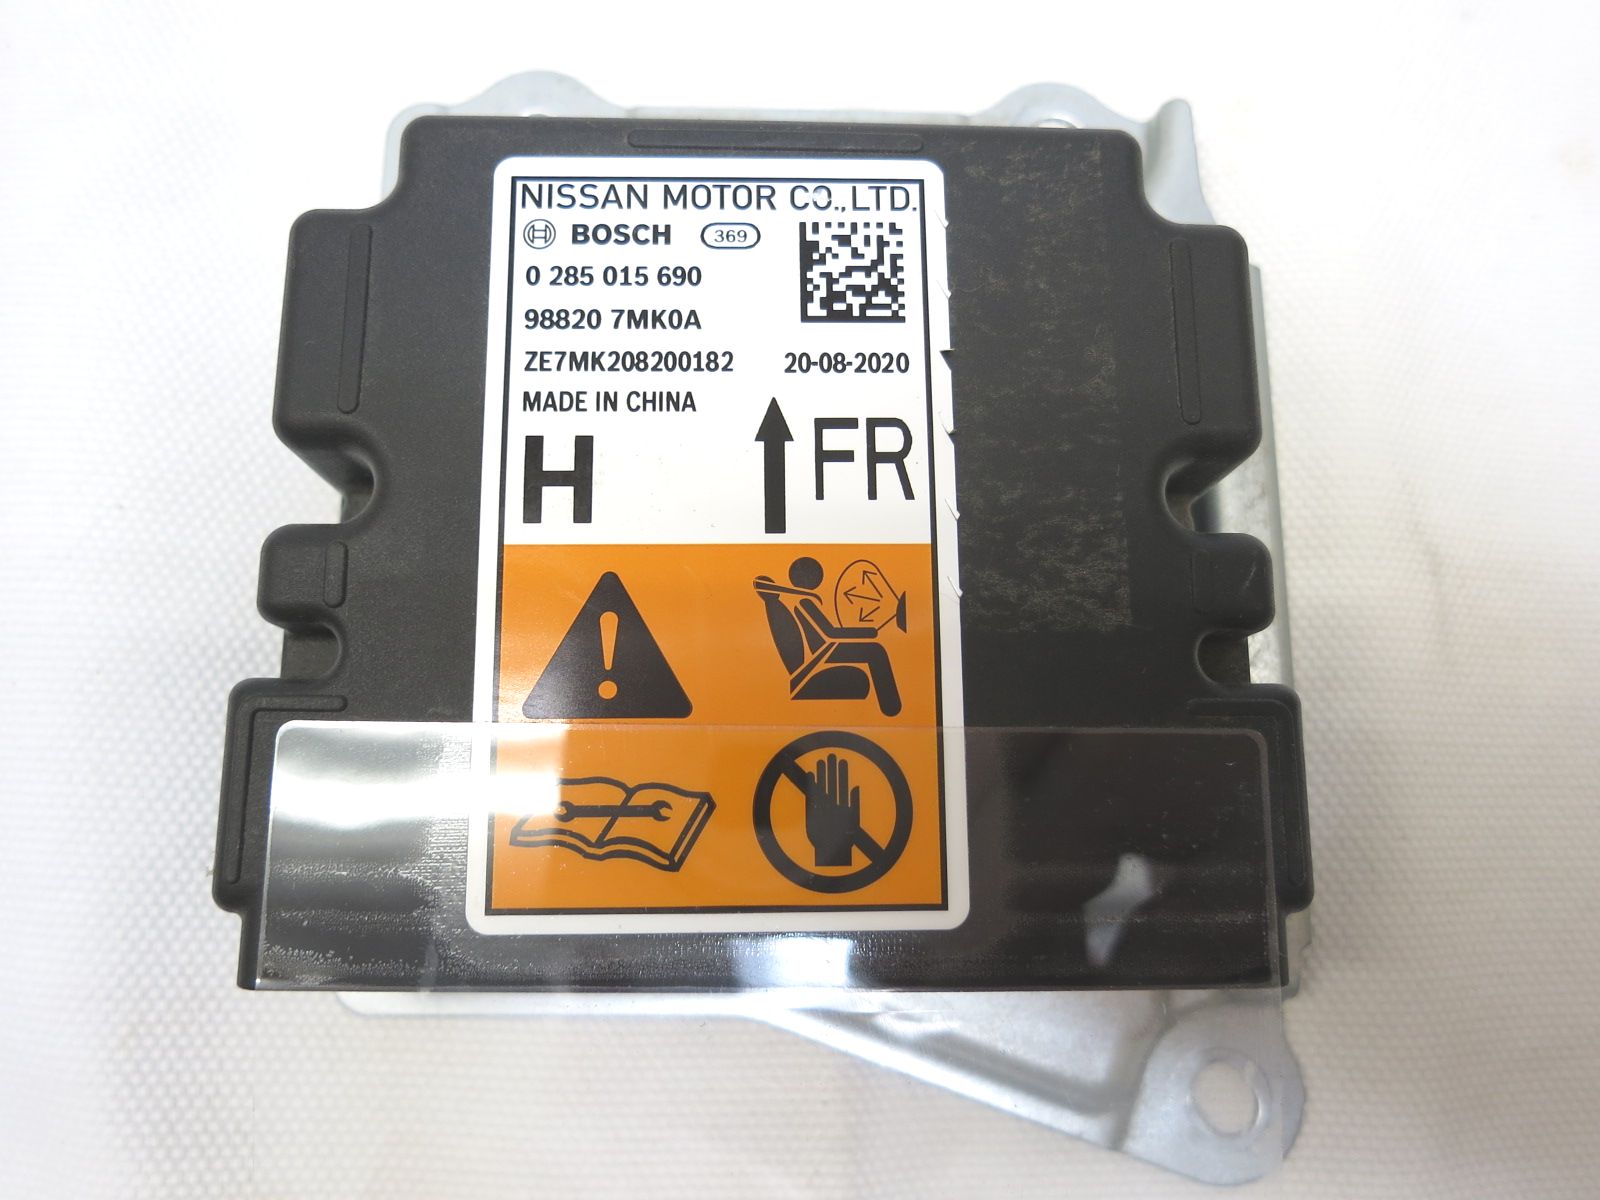 NISSAN MOTOR CO.,LTD.
BOSCH 369
0 285 015 690
98820 7MK0A
ZE7MK208200182 20-08-2020
MADE IN CHINA
H FR